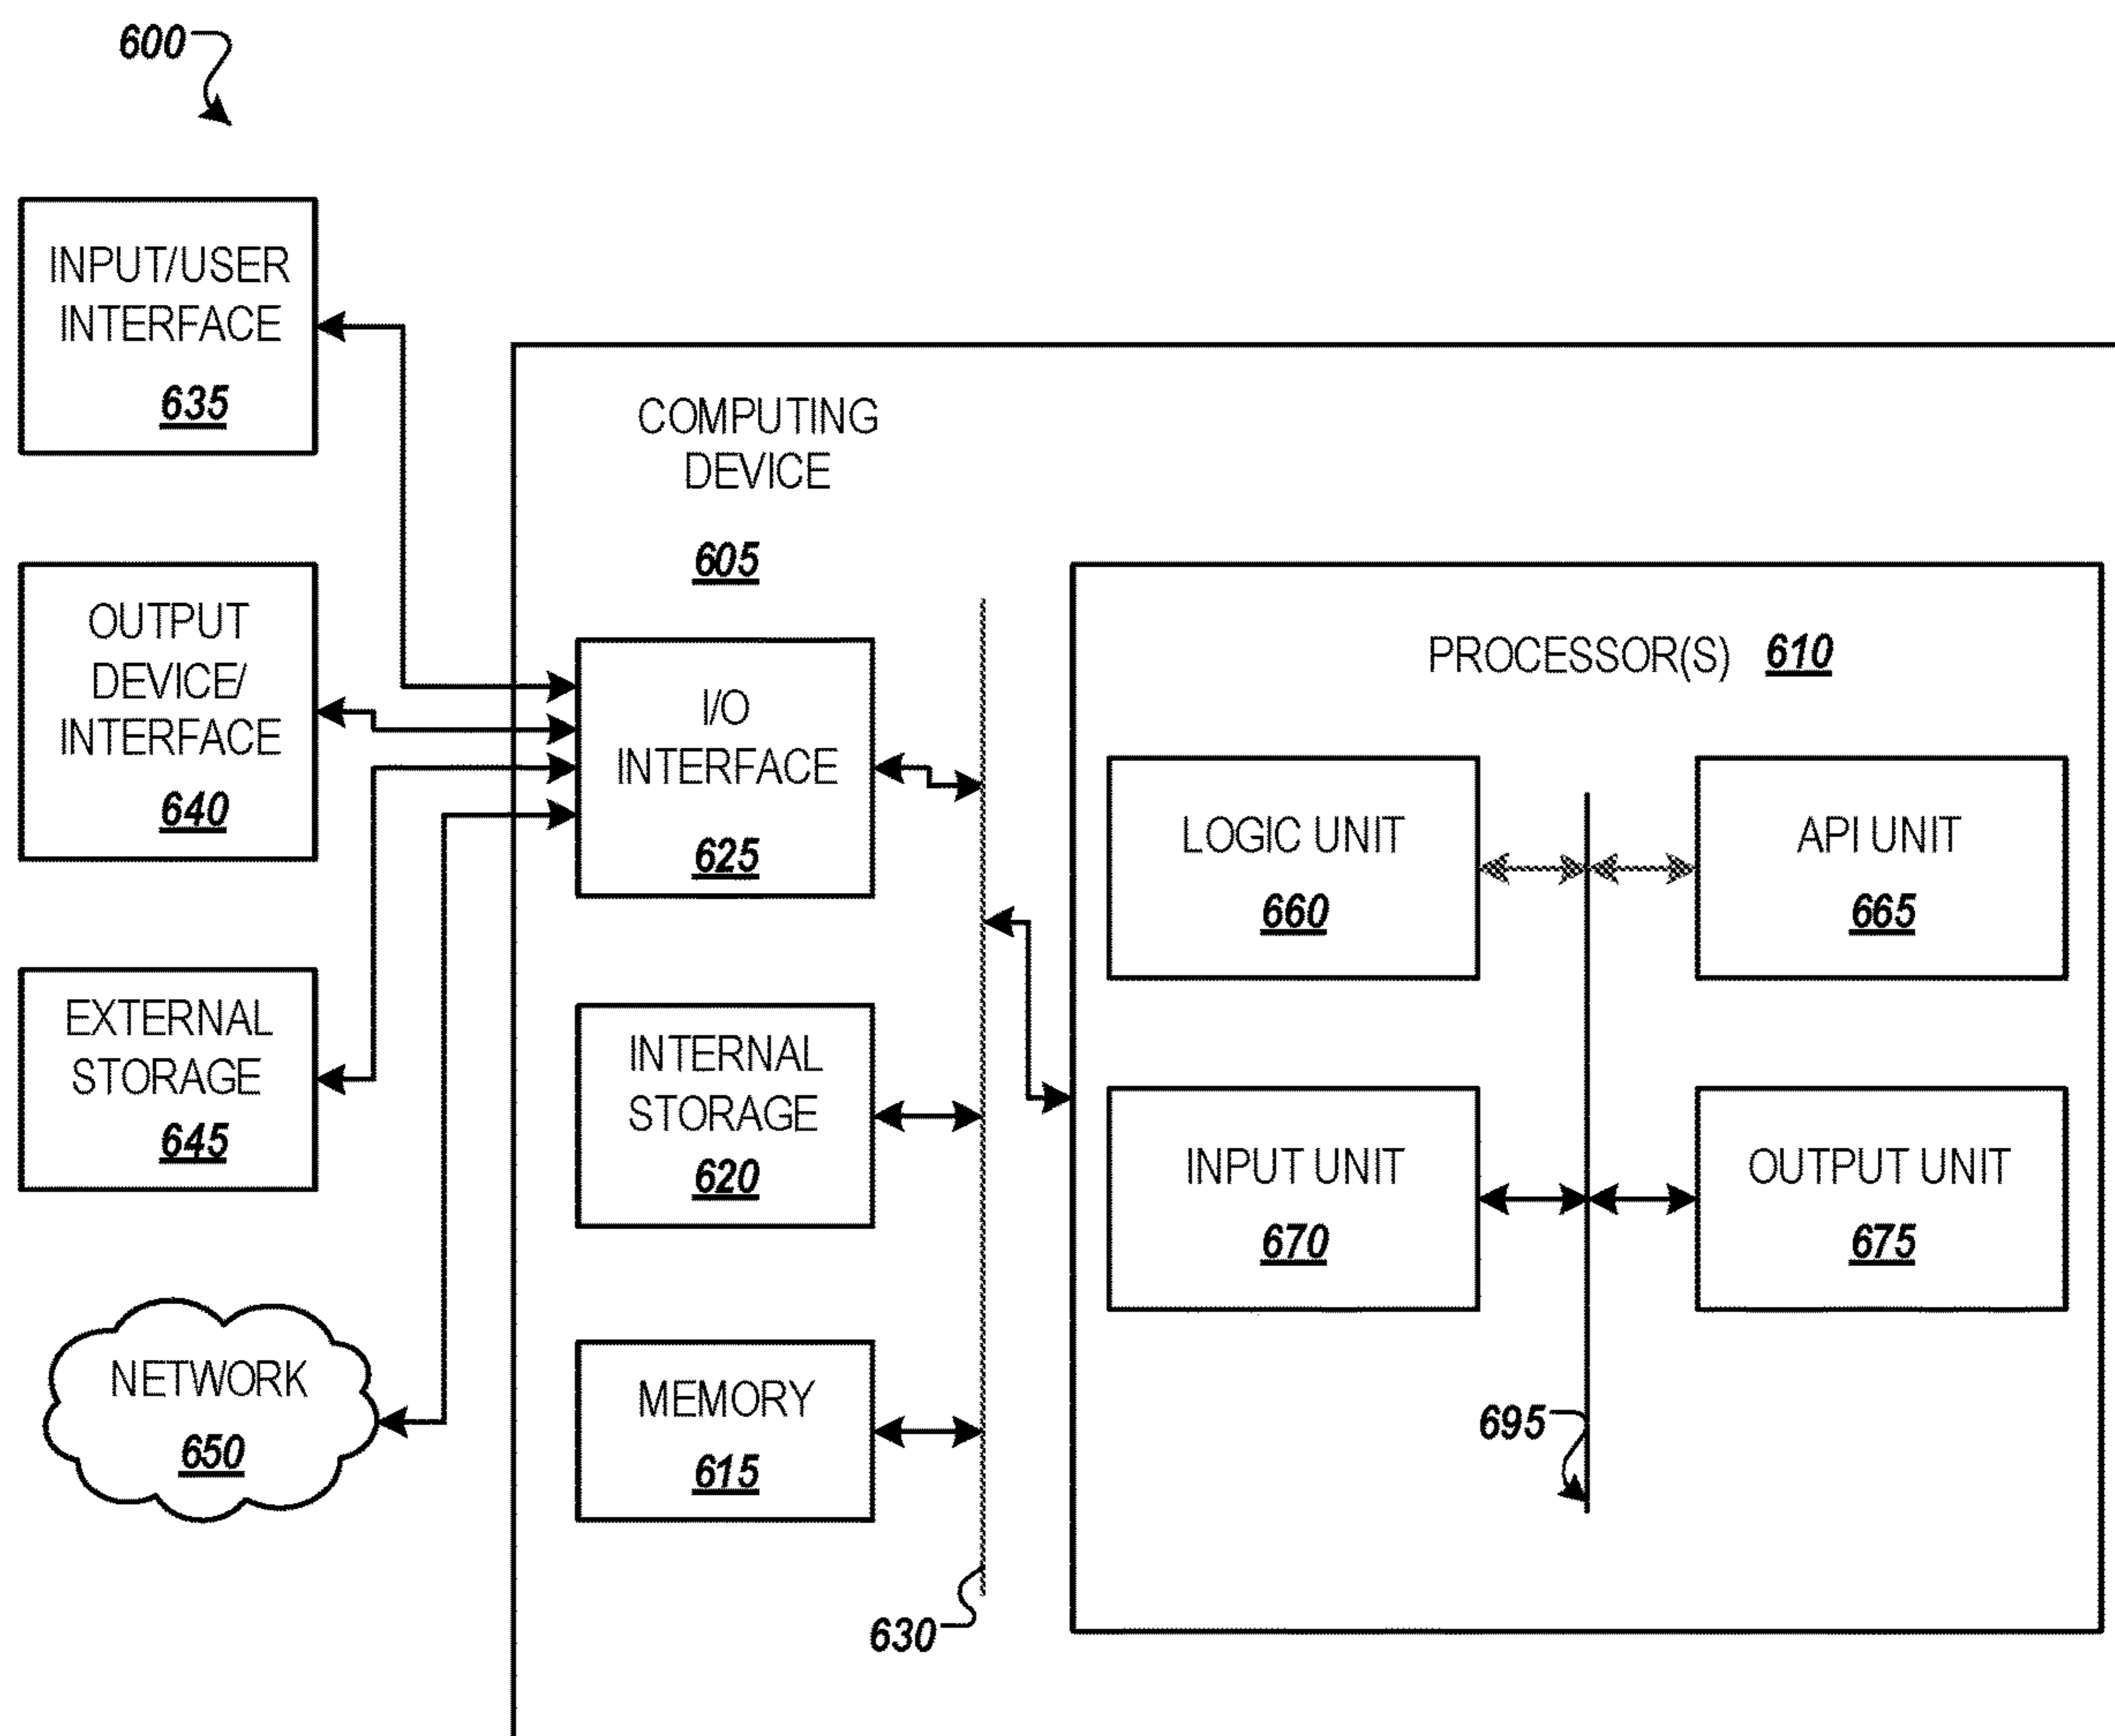 600
INPUT/USER
INTERFACE
635
OUTPUT
DEVICE/
INTERFACE
640
EXTERNAL
STORAGE
645
NETWORK
650
COMPUTING
DEVICE
605
I/O
INTERFACE
625
INTERNAL
STORAGE
620
MEMORY
615
630
PROCESSOR(S) 610
LOGIC UNIT
660
API UNIT
665
INPUT UNIT
670
OUTPUT UNIT
675
695